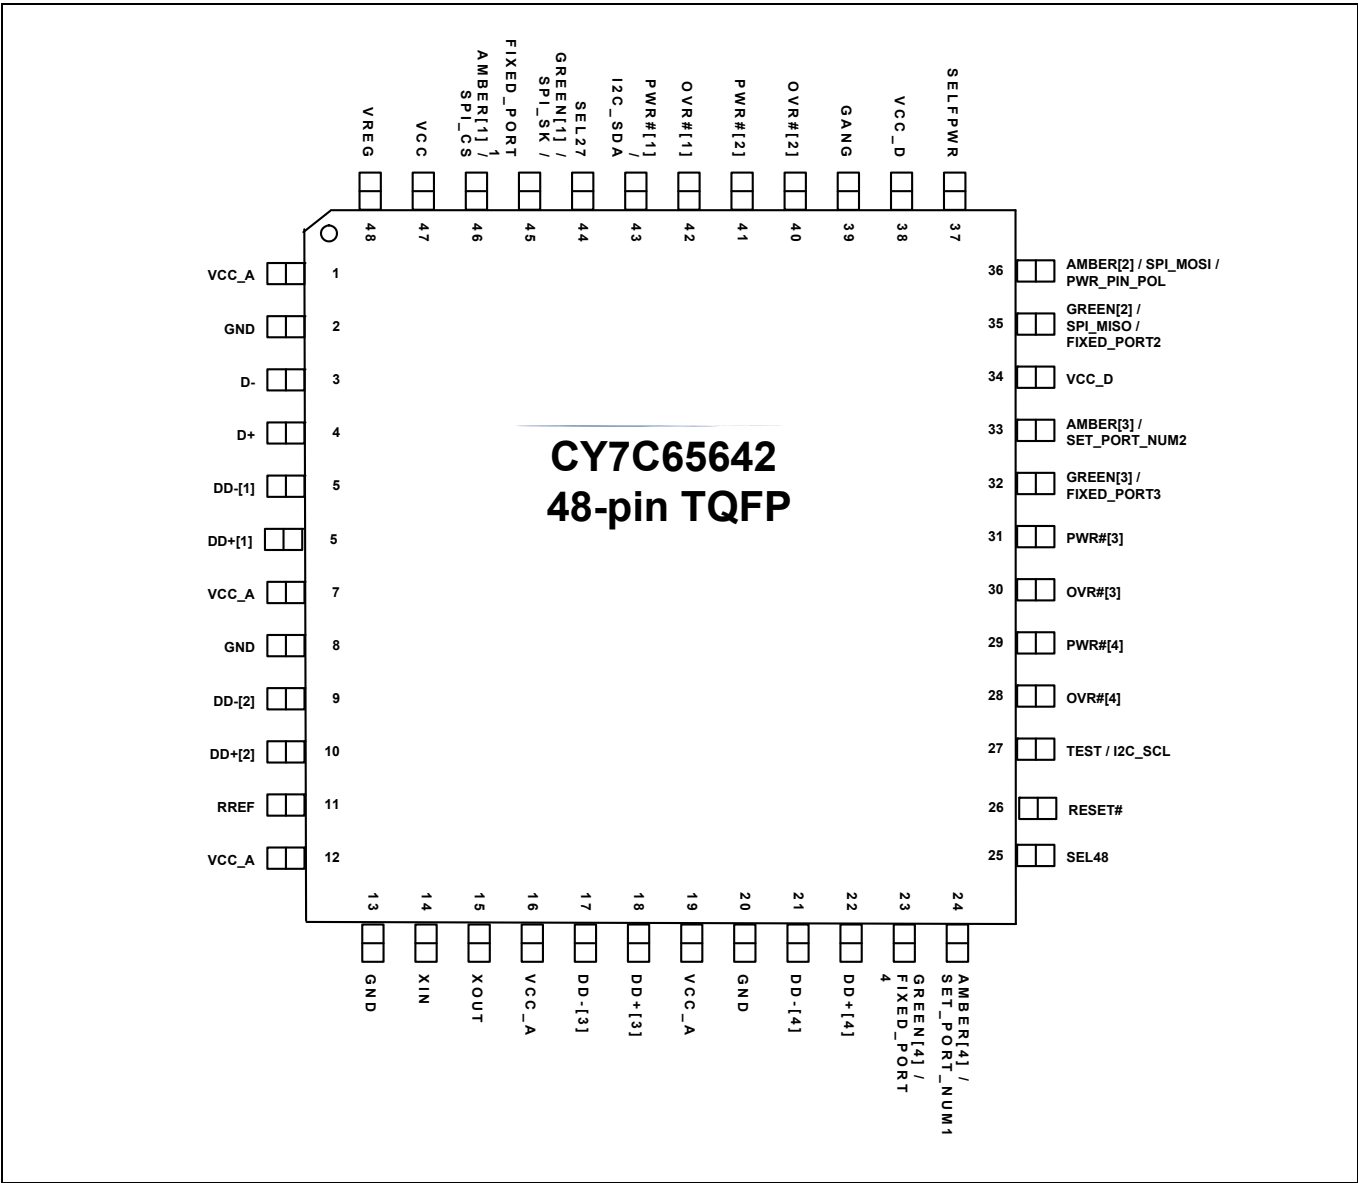 VREG
VCC
AMBER[1] /
SPI_CS
FIXED_PORT
1
GREEN[1] /
SPI_SK /
SEL27
PWR#[1]
/
I2C_SDA
OVR#[1]
PWR#[2]
OVR#[2]
GANG
VCC_D
SELFPWR
48
47
46
45
44
43
42
41
40
39
38
37
VCC_A
1
GND
2
D-
3
D+
4
DD-[1]
5
DD+[1]
5
VCC_A
7
GND
8
DD-[2]
9
DD+[2]
10
RREF
11
VCC_A
12
CY7C65642
48-pin TQFP
36
AMBER[2] / SPI_MOSI /
PWR_PIN_POL
35
GREEN[2] /
SPI_MISO /
FIXED_PORT2
34
VCC_D
33
AMBER[3] /
SET_PORT_NUM2
32
GREEN[3] /
FIXED_PORT3
31
PWR#[3]
30
OVR#[3]
29
PWR#[4]
28
OVR#[4]
27
TEST / I2C_SCL
26
RESET#
25
SEL48
13
14
15
16
17
18
19
20
21
22
23
24
GND
XIN
XOUT
VCC_A
DD-[3]
DD+[3]
VCC_A
GND
DD-[4]
DD+[4]
GREEN[4] /
FIXED_PORT
4
AMBER[4] /
SET_PORT_NUM1